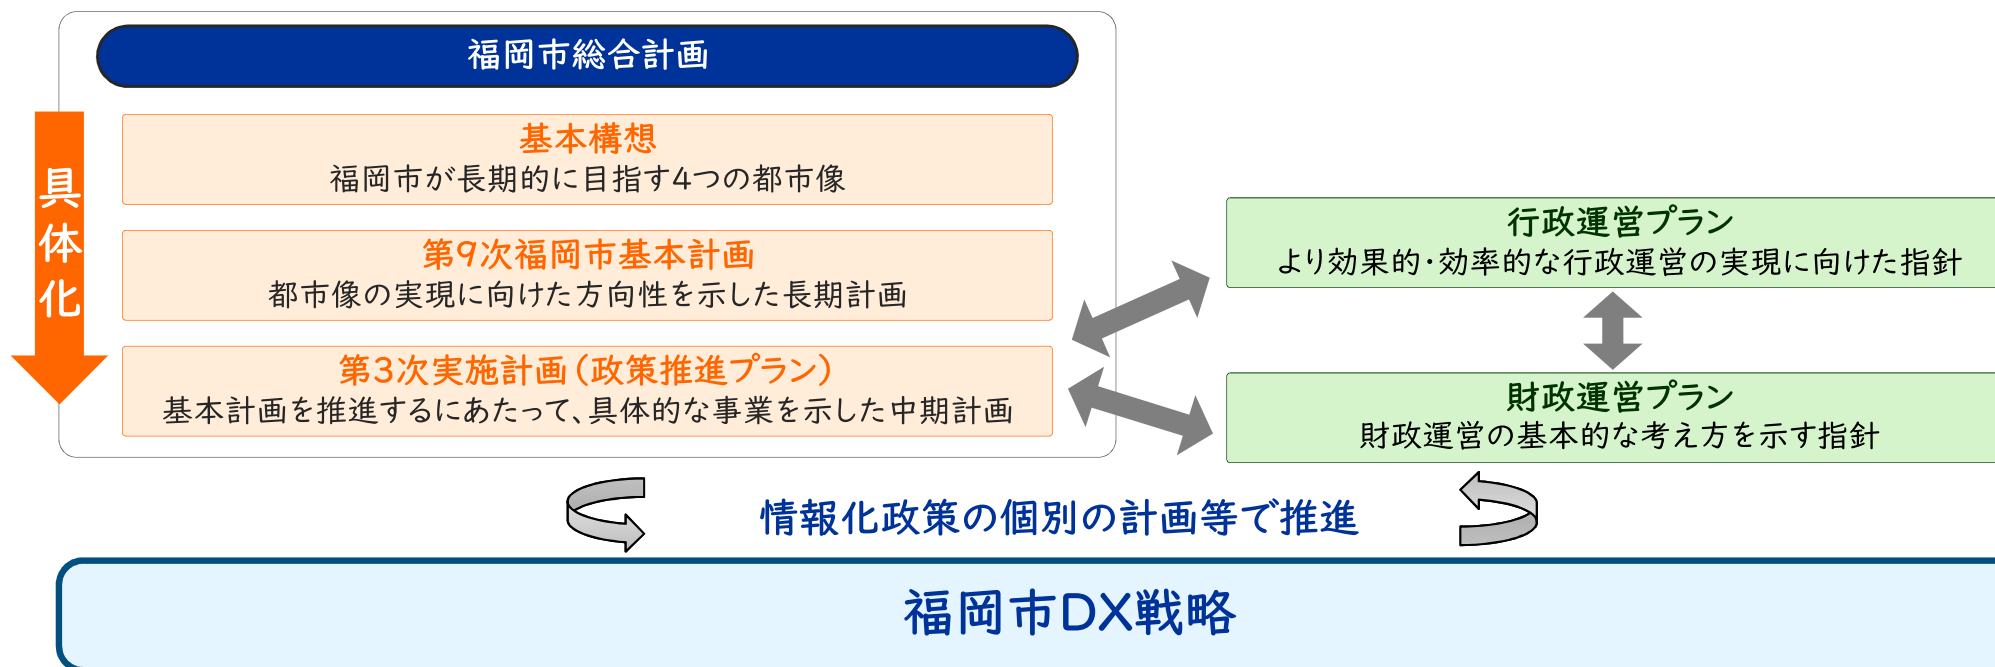 福岡市総合計画
具体化
基本構想
福岡市が長期的に目指す4つの都市像
第9次福岡市基本計画
都市像の実現に向けた方向性を示した長期計画
第3次実施計画(政策推進プラン)
基本計画を推進するにあたって、具体的な事業を示した中期計画
行政運営プラン
より効果的・効率的な行政運営の実現に向けた指針
財政運営プラン
財政運営の基本的な考え方を示す指針
情報化政策の個別の計画等で推進
福岡市DX戦略